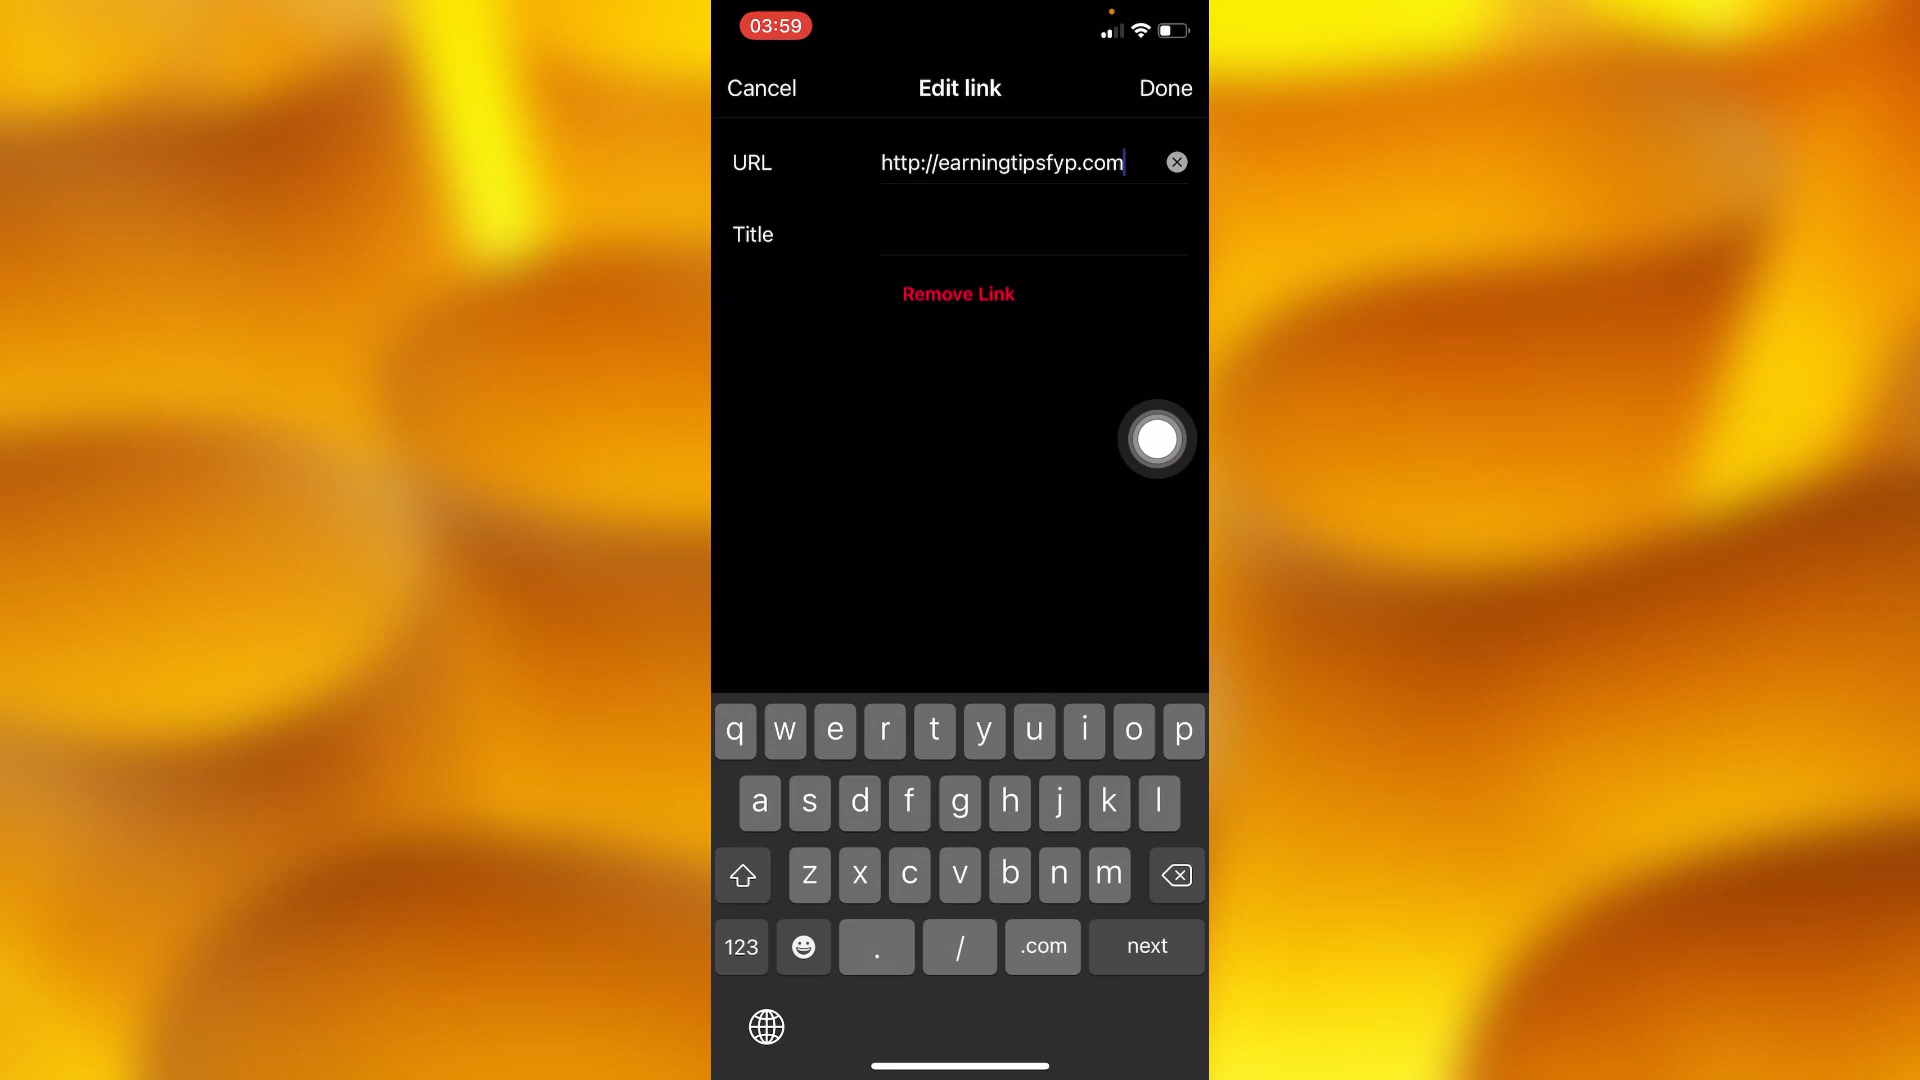 03:59
Cancel Edit link Done
URL http://earningtipsfyp.com
Title
Remove Link
q w e r t y u i o p
a s d f g h j k l
z x c v b n m
123 . / .com next